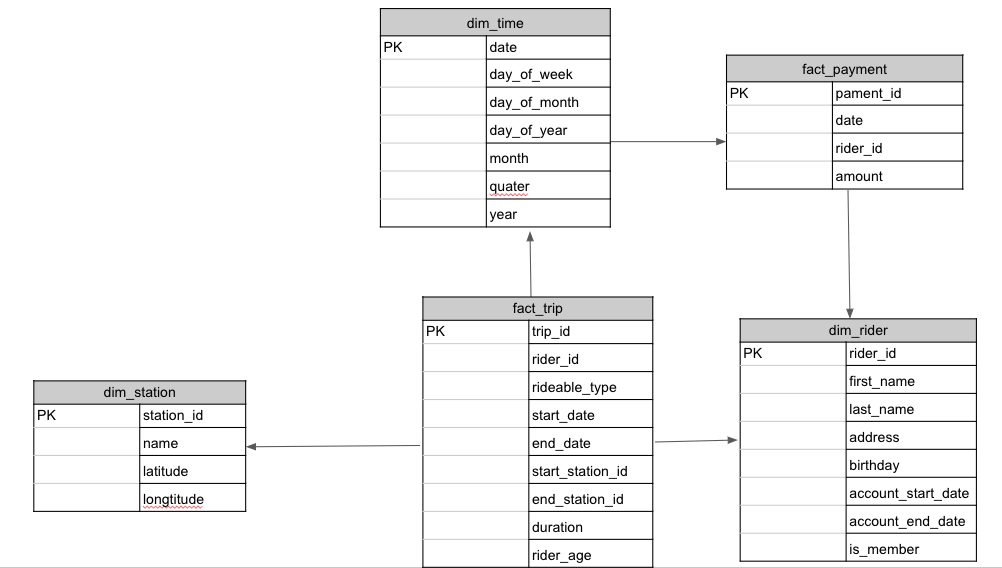 dim_time
PK date
day_of_week
day_of_month
day_of_year
month
quater
year
fact_payment
PK pament_id
date
rider_id
amount
fact_trip
PK trip_id
rider_id
rideable_type
start_date
end_date
start_station_id
end_station_id
duration
rider_age
dim_station
PK station_id
name
latitude
longtitude
dim_rider
PK rider_id
first_name
last_name
address
birthday
account_start_date
account_end_date
is_member